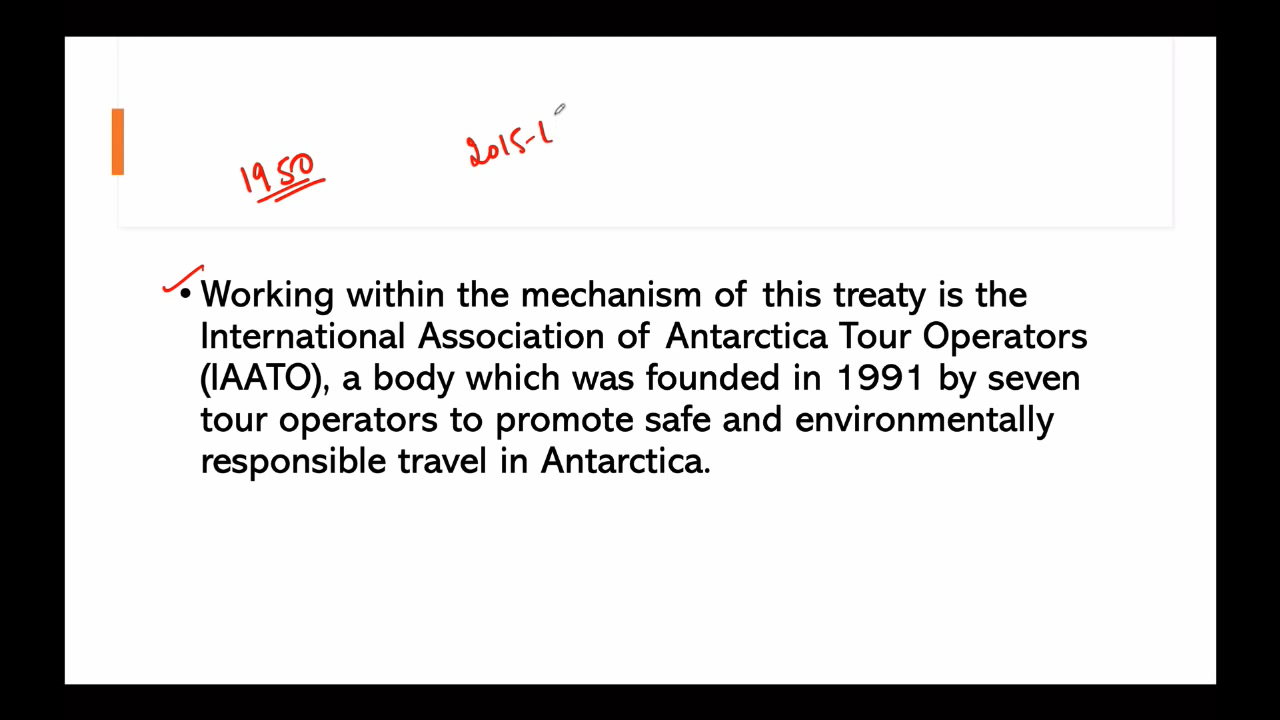 1950
2015-1
• Working within the mechanism of this treaty is the
International Association of Antarctica Tour Operators
(IAATO), a body which was founded in 1991 by seven
tour operators to promote safe and environmentally
responsible travel in Antarctica.